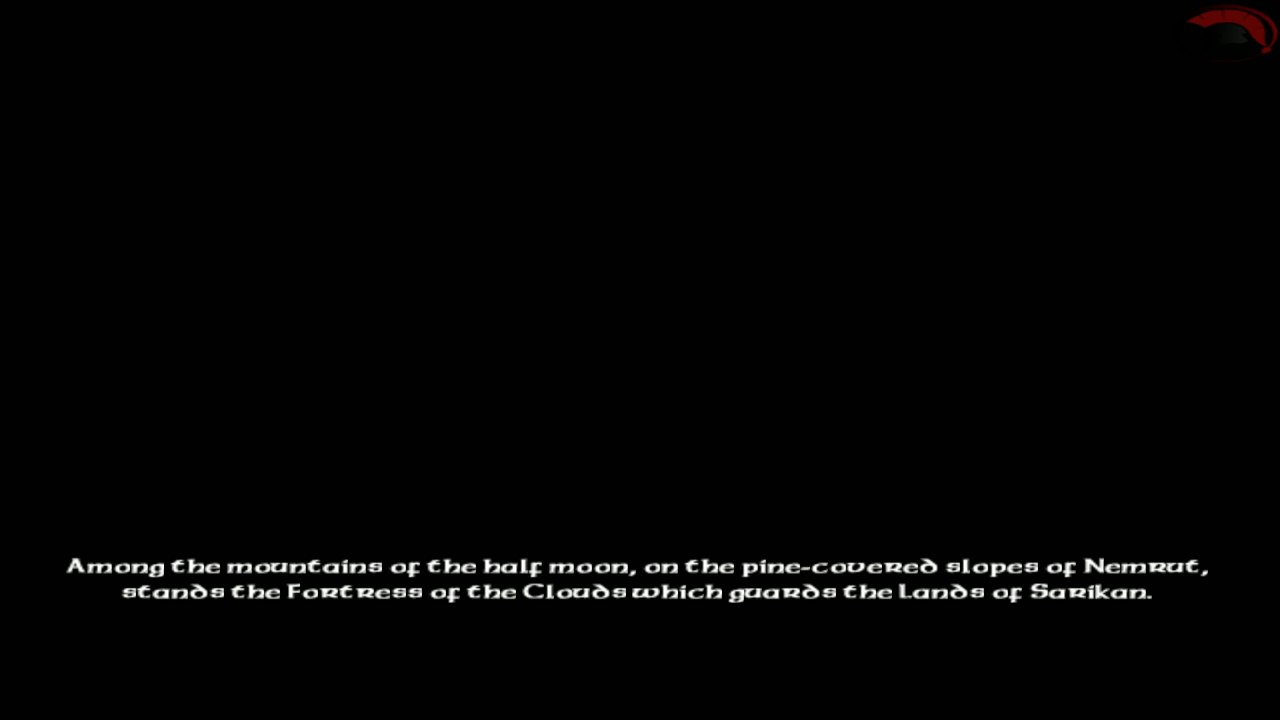 Among the mountains of the half moon, on the pine-covered slopes of Nemrut,
stands the Fortress of the Clouds which guards the Lands of Sarikan.